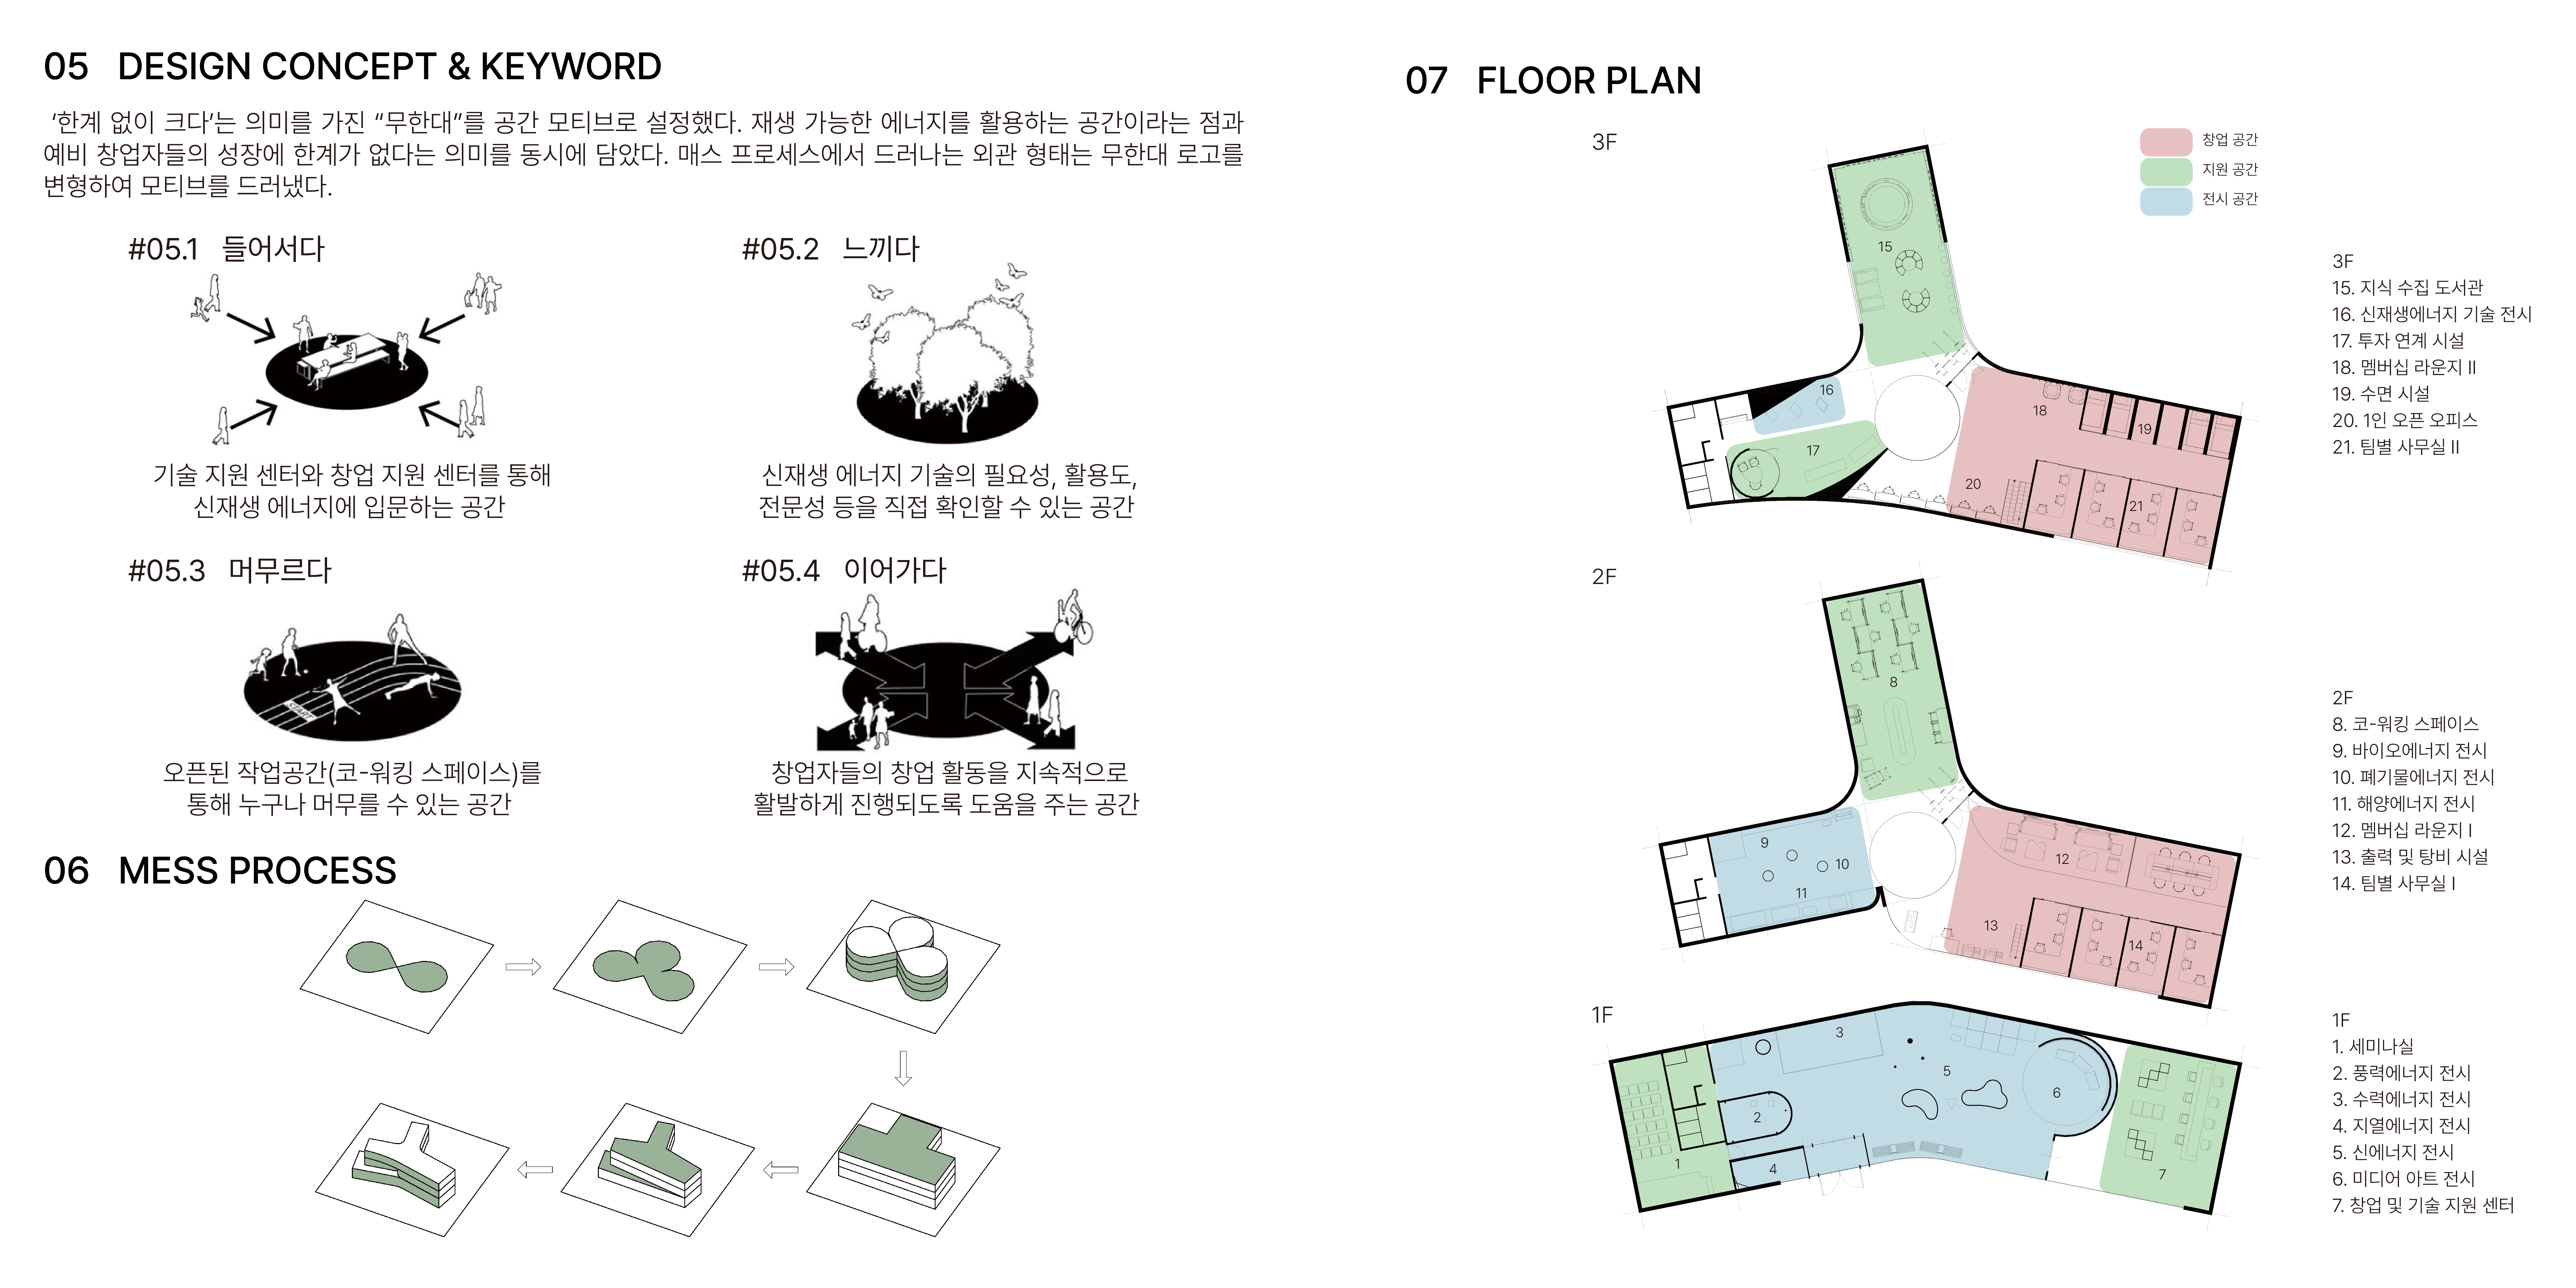 05 DESIGN CONCEPT & KEYWORD
‘한계 없이 크다’는 의미를 가진 “무한대”를 공간 모티브로 설정했다. 재생 가능한 에너지를 활용하는 공간이라는 점과
예비 창업자들의 성장에 한계가 없다는 의미를 동시에 담았다. 매스 프로세스에서 드러나는 외관 형태는 무한대 로고를
변형하여 모티브를 드러냈다.
#05.1 들어서다
기술 지원 센터와 창업 지원 센터를 통해
신재생 에너지에 입문하는 공간
#05.2 느끼다
신재생 에너지 기술의 필요성, 활용도,
전문성 등을 직접 확인할 수 있는 공간
#05.3 머무르다
START
오픈된 작업공간(코-워킹 스페이스)를
통해 누구나 머무를 수 있는 공간
#05.4 이어가다
창업자들의 창업 활동을 지속적으로
활발하게 진행되도록 도움을 주는 공간
06 MESS PROCESS
07 FLOOR PLAN
창업 공간
지원 공간
전시 공간
3F
15
16
17
18
19
20
21
3F
15. 지식 수집 도서관
16. 신재생에너지 기술 전시
17. 투자 연계 시설
18. 멤버십 라운지 II
19. 수면 시설
20. 1인 오픈 오피스
21. 팀별 사무실 II
2F
8
9
10
11
12
13
14
2F
8. 코-워킹 스페이스
9. 바이오에너지 전시
10. 폐기물에너지 전시
11. 해양에너지 전시
12. 멤버십 라운지 I
13. 출력 및 탕비 시설
14. 팀별 사무실 I
1F
3
5
6
2
1
4
7
1F
1. 세미나실
2. 풍력에너지 전시
3. 수력에너지 전시
4. 지열에너지 전시
5. 신에너지 전시
6. 미디어 아트 전시
7. 창업 및 기술 지원 센터